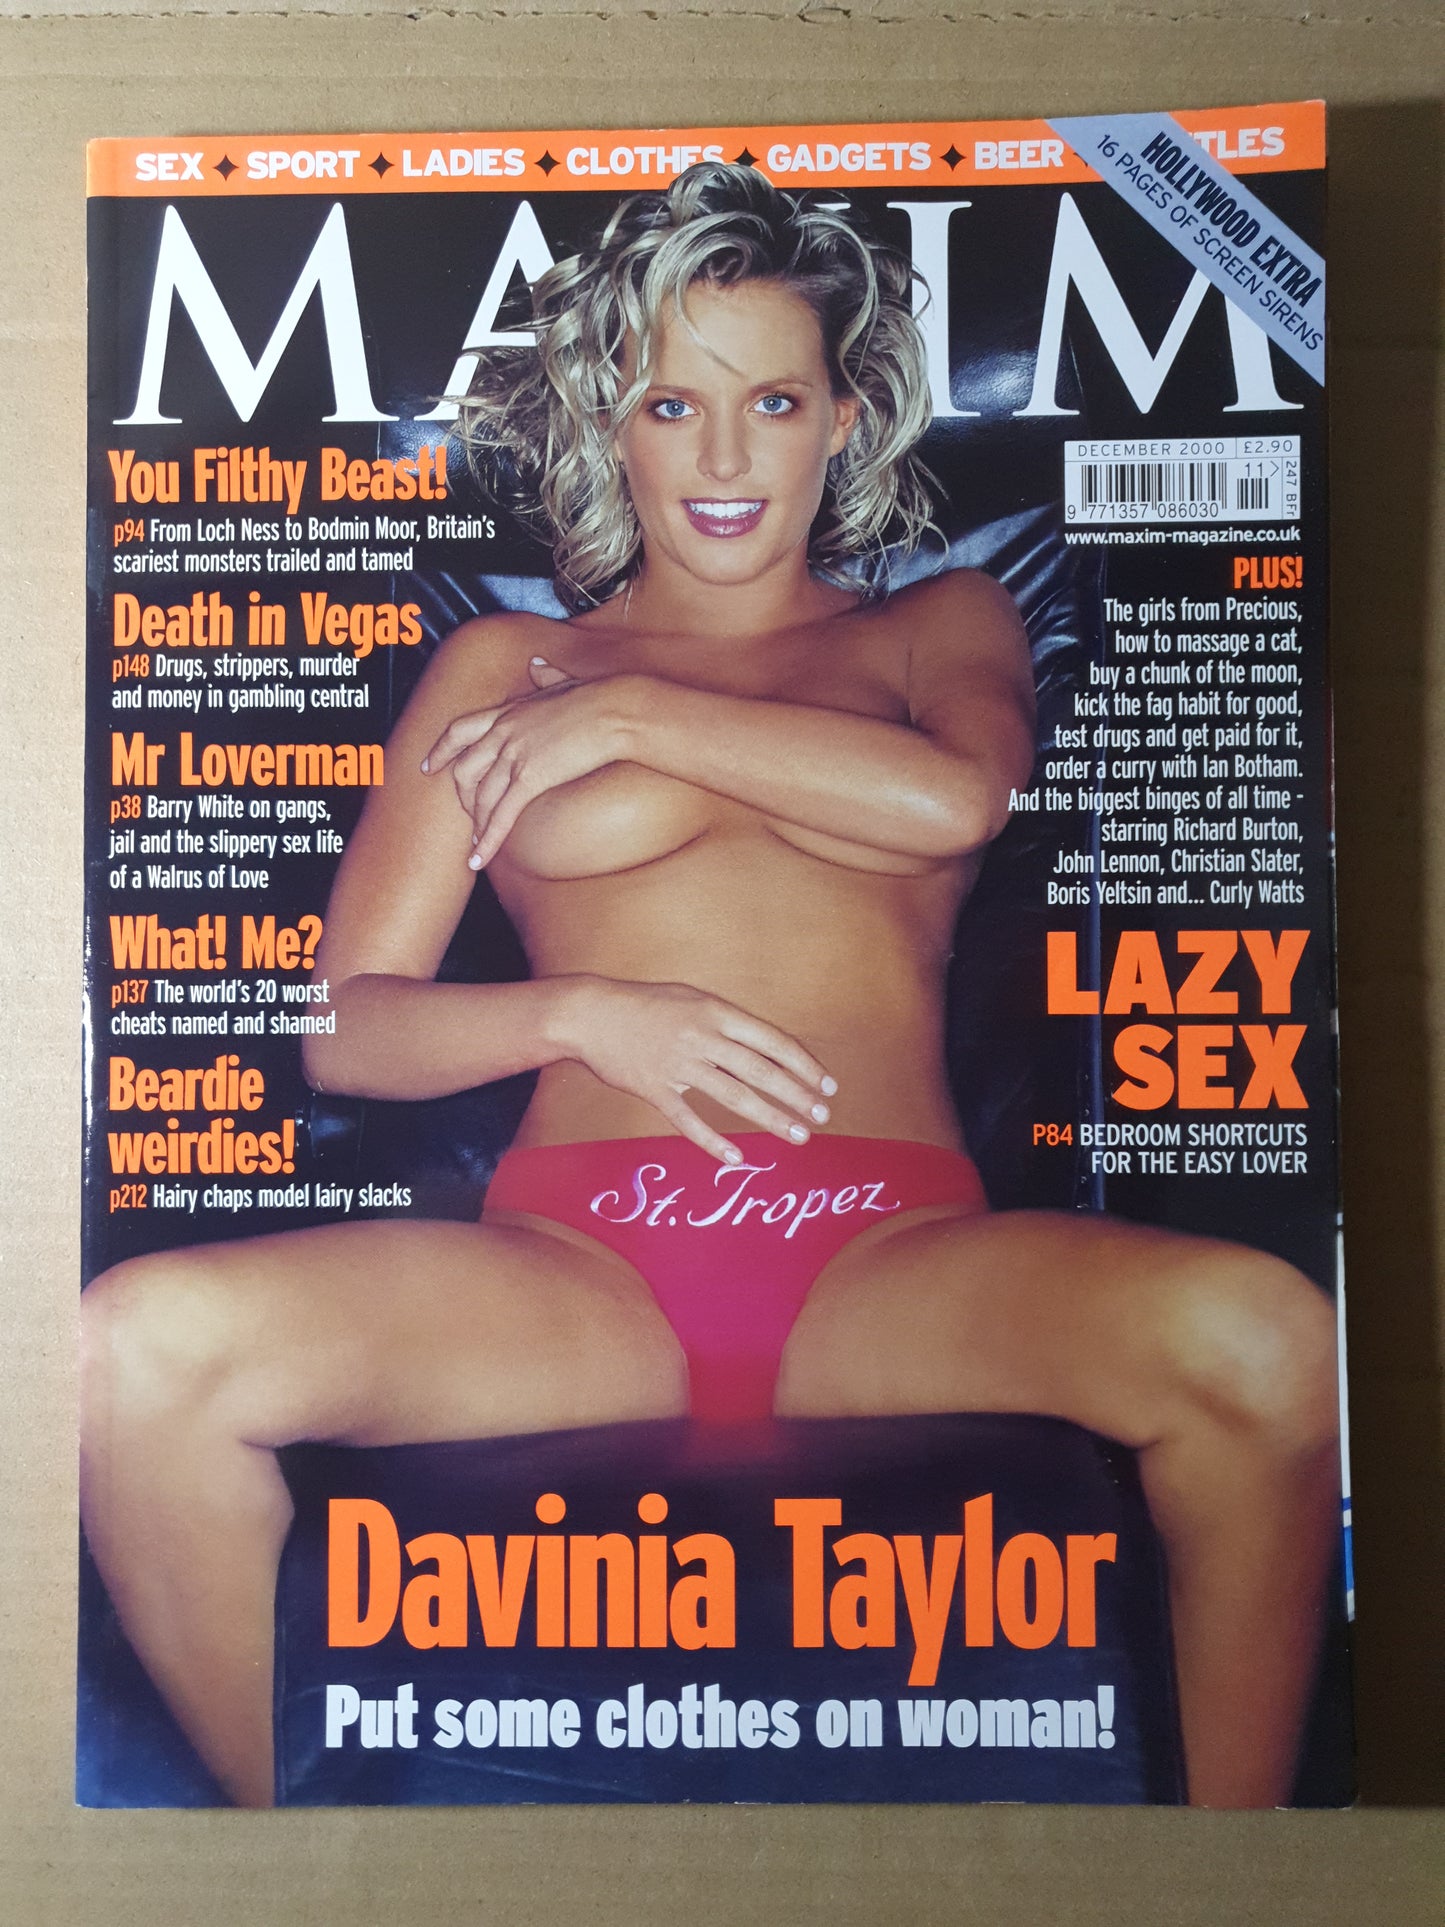 SEX ✦ SPORT ✦ LADIES ✦ CLOTHES ✦ GADGETS ✦ BEER
HOLLYWOOD EXTRA
16 PAGES OF SCREEN SIRENS
MAXIM
DECEMBER 2000 £2.90
11>
247 BFr
9 771357 086030
www.maxim-magazine.co.uk
You Filthy Beast!
p94 From Loch Ness to Bodmin Moor, Britain's
scariest monsters trailed and tamed
Death in Vegas
p148 Drugs, strippers, murder
and money in gambling central
Mr Loverman
p38 Barry White on gangs,
jail and the slippery sex life
of a Walrus of Love
What! Me?
p137 The world's 20 worst
cheats named and shamed
Beardie
weirdies!
p212 Hairy chaps model lairy slacks
PLUS!
The girls from Precious,
how to massage a cat,
buy a chunk of the moon,
kick the fag habit for good,
test drugs and get paid for it,
order a curry with Ian Botham.
And the biggest binges of all time -
starring Richard Burton,
John Lennon, Christian Slater,
Boris Yeltsin and... Curly Watts
LAZY
SEX
P84 BEDROOM SHORTCUTS
FOR THE EASY LOVER
St. Tropez
Davinia Taylor
Put some clothes on woman!